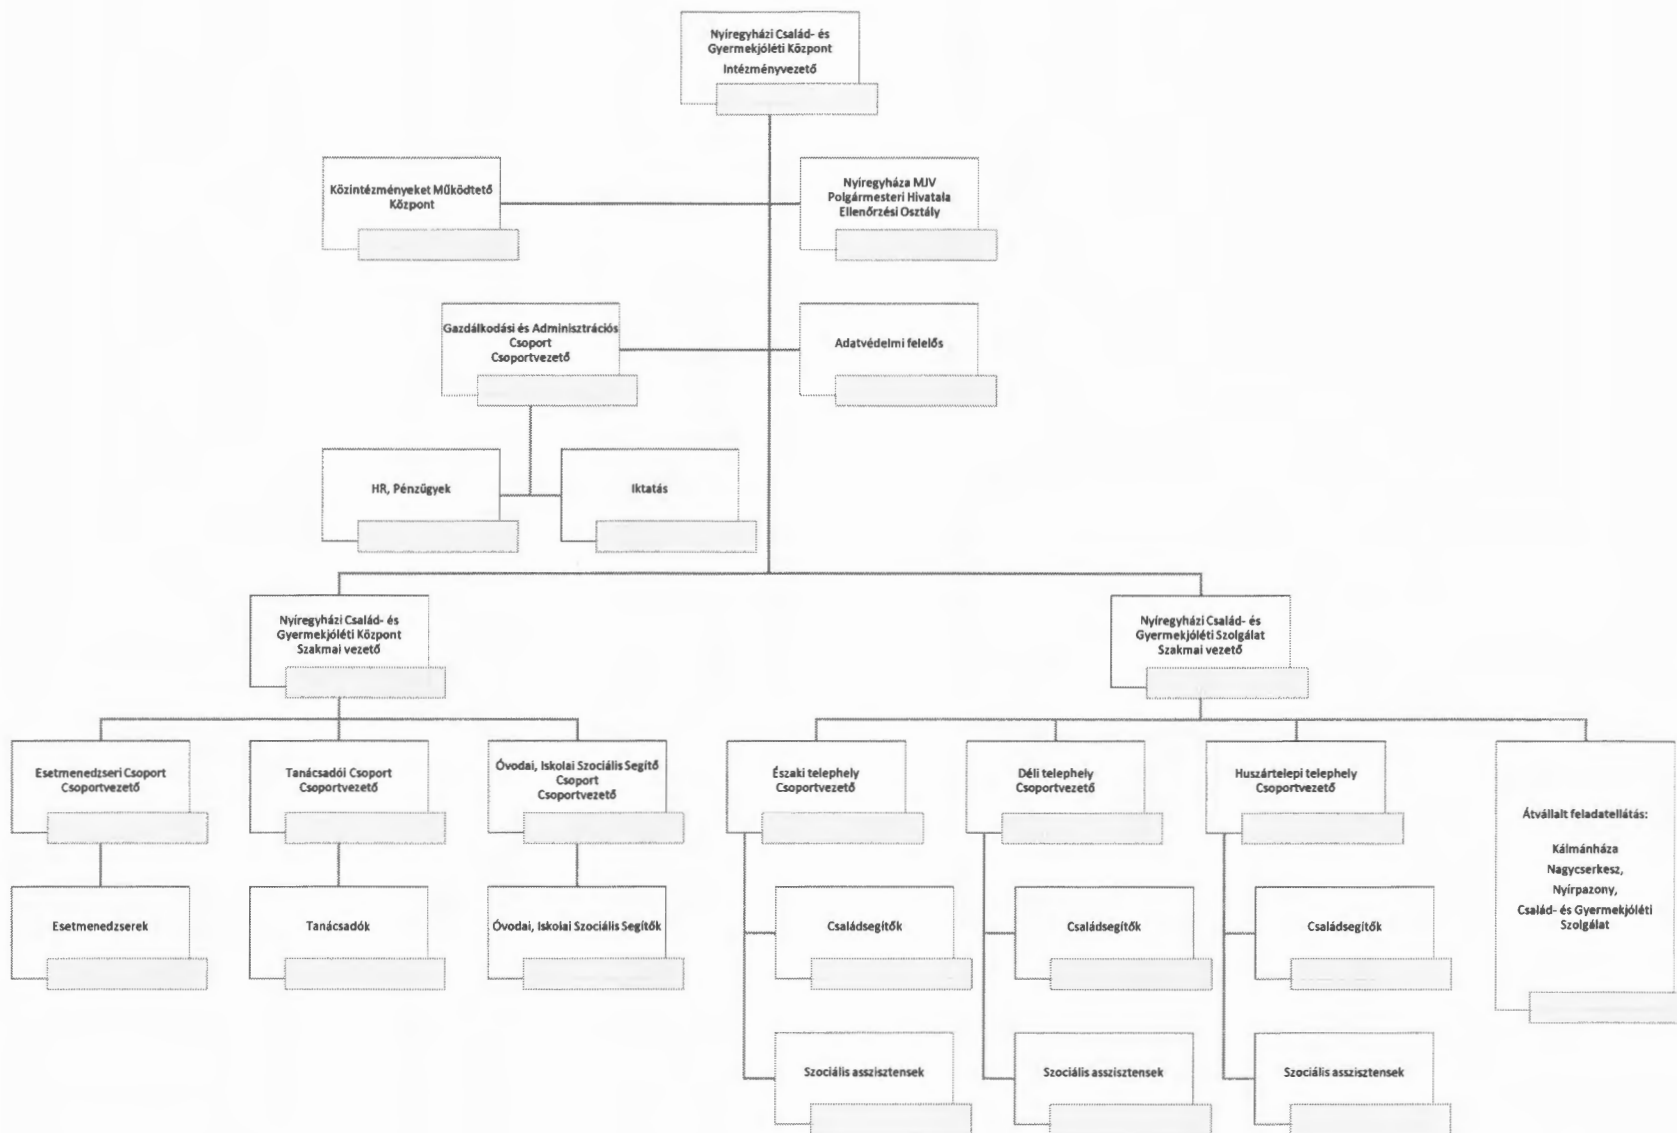 Nyíregyházi Család- és
Gyermekjóléti Központ
Intézményvezető
Közintézményeket Működtető
Központ
Nyíregyháza MJV
Polgármesteri Hivatala
Ellenőrzési Osztály
Gazdálkodási és Adminisztrációs
Csoport
Csoportvezető
Adatvédelmi felelős
HR, Pénzügyek
Iktatás
Nyíregyházi Család- és
Gyermekjóléti Központ
Szakmai vezető
Nyíregyházi Család- és
Gyermekjóléti Szolgálat
Szakmai vezető
Esetmenedzseri Csoport
Csoportvezető
Tanácsadói Csoport
Csoportvezető
Óvodai, Iskolai Szociális Segítő
Csoport
Csoportvezető
Északi telephely
Csoportvezető
Déli telephely
Csoportvezető
Huszártelepi telephely
Csoportvezető
Átvállalt feladatellátás:
Kálmánháza
Nagycserkesz,
Nyírpazony,
Család- és Gyermekjóléti
Szolgálat
Esetmenedzserek
Tanácsadók
Óvodai, Iskolai Szociális Segítők
Családsegítők
Családsegítők
Családsegítők
Szociális asszisztensek
Szociális asszisztensek
Szociális asszisztensek